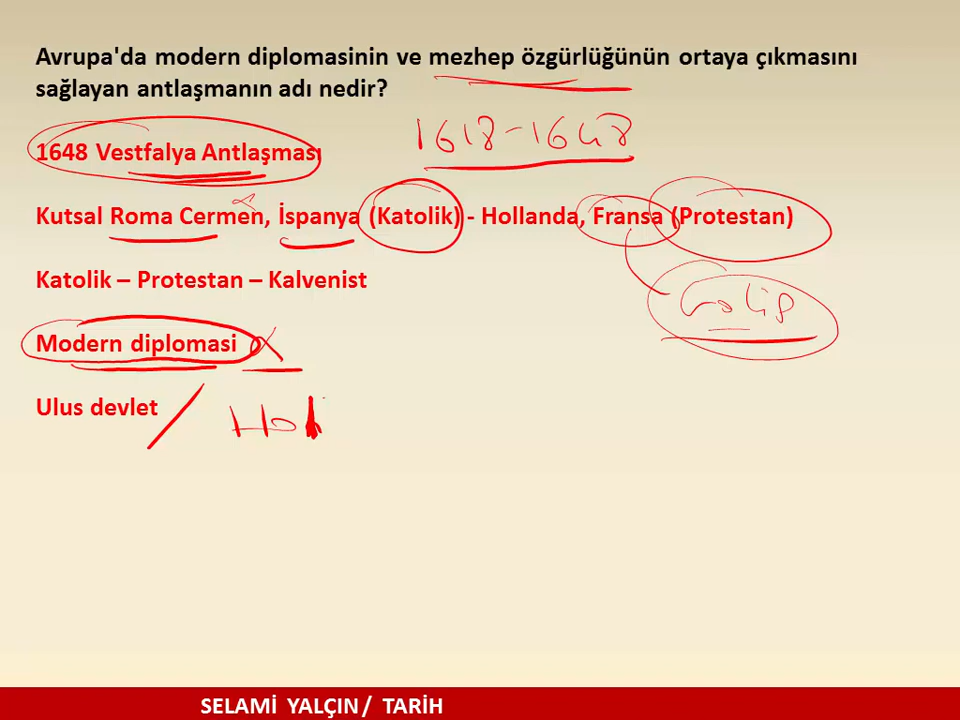 Avrupa'da modern diplomasinin ve mezhep özgürlüğünün ortaya çıkmasını
sağlayan antlaşmanın adı nedir?
1618-1648
1648 Vestfalya Antlaşması
Kutsal Roma Cermen, İspanya (Katolik) - Hollanda, Fransa (Protestan)
Katolik – Protestan – Kalvenist
Galip
Modern diplomasi
Ulus devlet
SELAMİ YALÇIN / TARİH